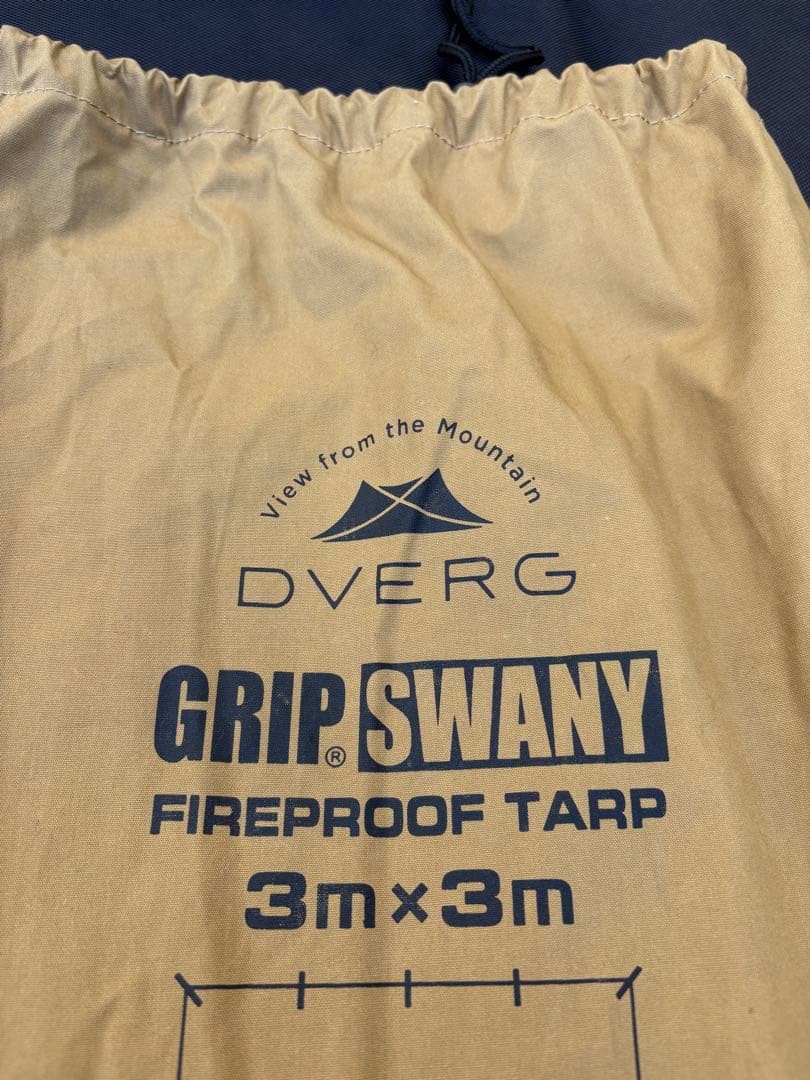 View from the Mountain
DVERG
GRIP® SWANY
FIREPROOF TARP
3m×3m